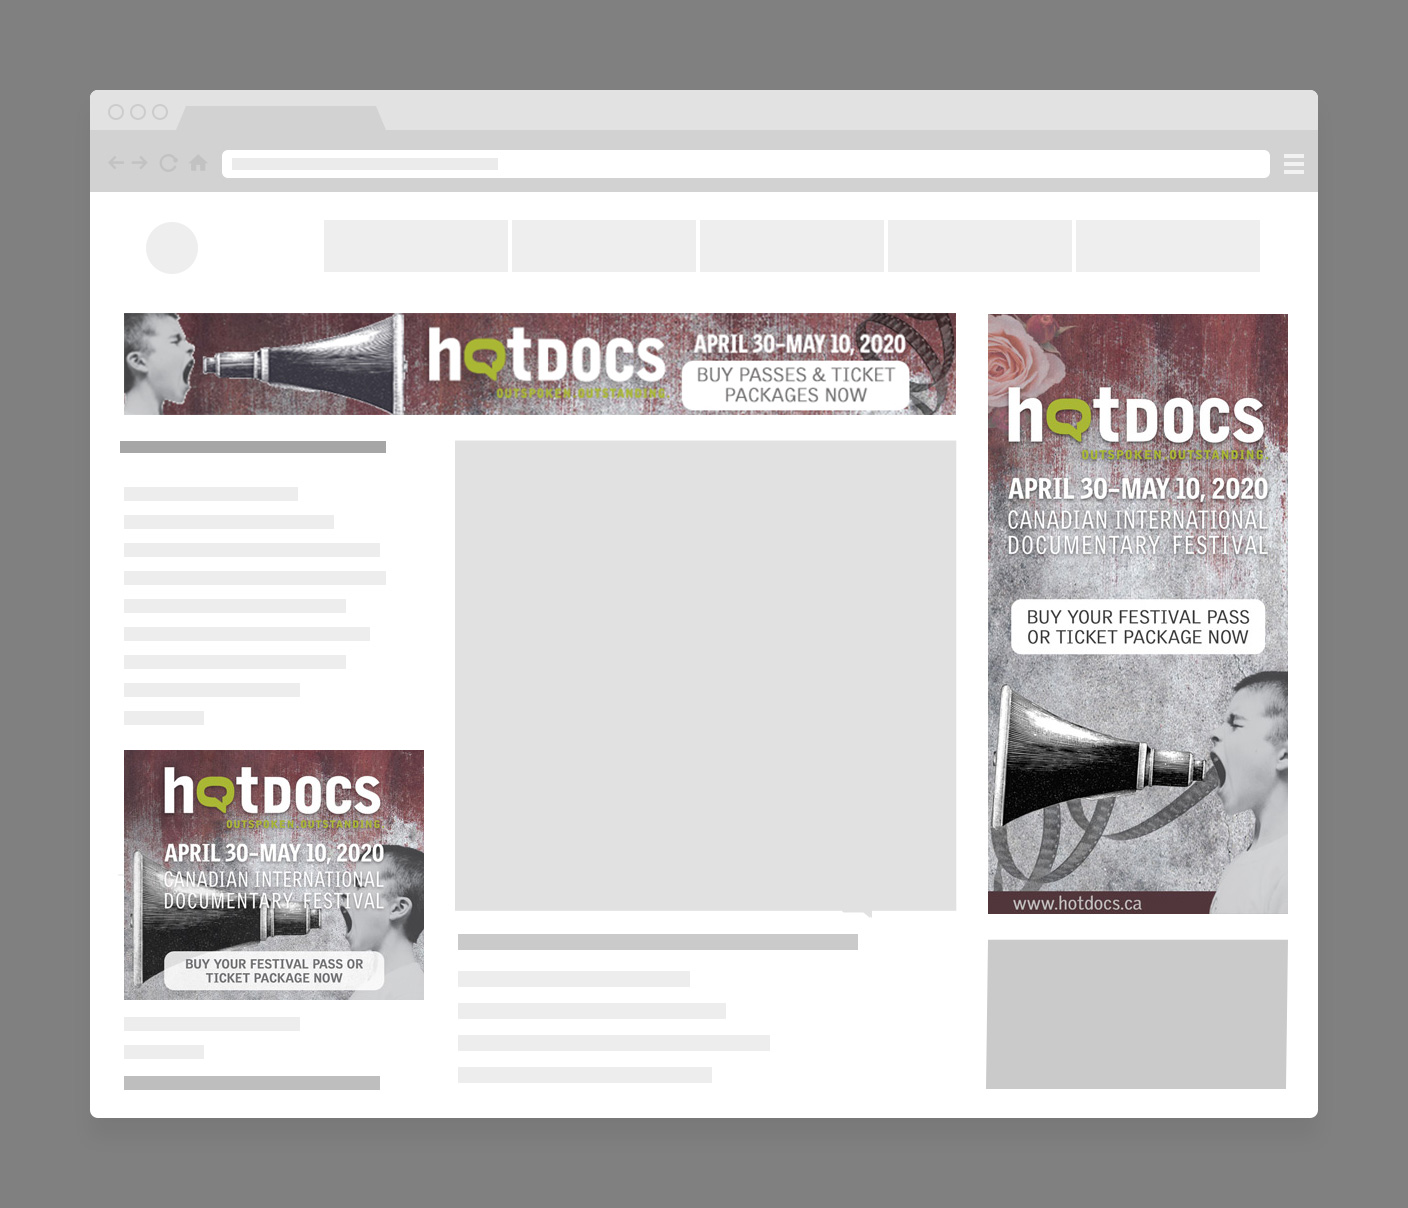 hotDOCS
OUTSPOKEN. OUTSTANDING.
APRIL 30–MAY 10, 2020
BUY PASSES & TICKET
PACKAGES NOW
hotDOCS
OUTSPOKEN. OUTSTANDING.
APRIL 30–MAY 10, 2020
CANADIAN INTERNATIONAL
DOCUMENTARY FESTIVAL
BUY YOUR FESTIVAL PASS
OR TICKET PACKAGE NOW
www.hotdocs.ca
hotDOCS
OUTSPOKEN. OUTSTANDING.
APRIL 30–MAY 10, 2020
CANADIAN INTERNATIONAL
DOCUMENTARY FESTIVAL
BUY YOUR FESTIVAL PASS OR
TICKET PACKAGE NOW